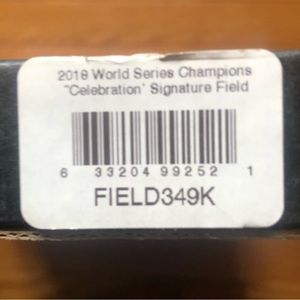 2018 World Series Champions
"Celebration" Signature Field
6 33204 99252 1
FIELD349K